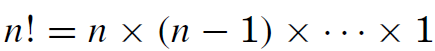 n! = n × (n − 1) × ⋯ × 1